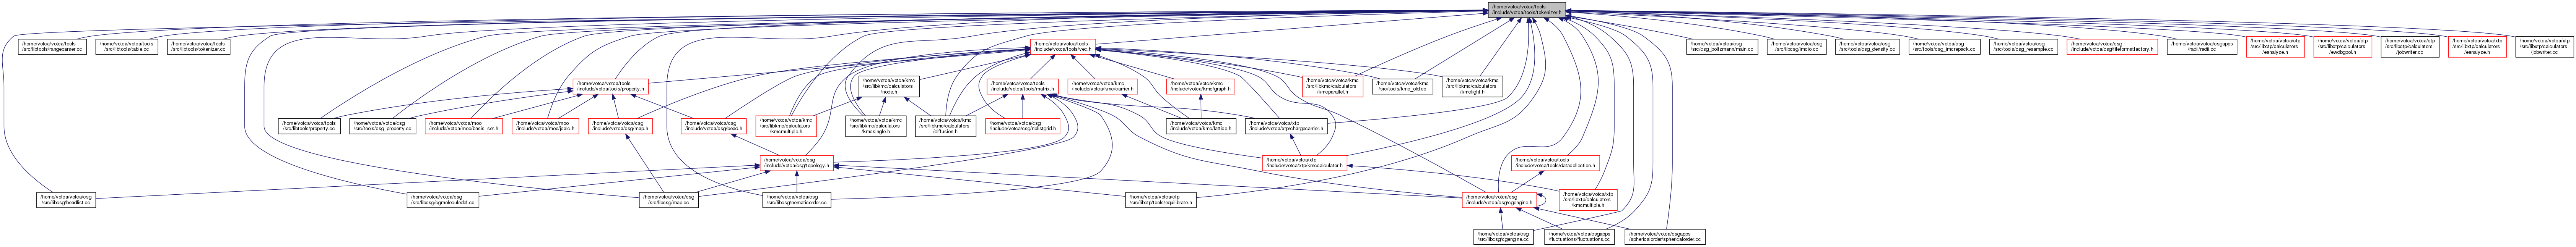 /home/votca/votca/tools
/include/votca/tools/tokenizer.h
/home/votca/votca/tools
/src/libtools/rangeparser.cc
/home/votca/votca/tools
/src/libtools/table.cc
/home/votca/votca/tools
/src/libtools/tokenizer.cc
/home/votca/votca/tools
/include/votca/tools/vec.h
/home/votca/votca/csg
/src/csg_boltzmann/main.cc
/home/votca/votca/csg
/src/libcsg/imcio.cc
/home/votca/votca/csg
/src/tools/csg_density.cc
/home/votca/votca/csg
/src/tools/csg_imcrepack.cc
/home/votca/votca/csg
/src/tools/csg_resample.cc
/home/votca/votca/csg
/include/votca/csg/fileformatfactory.h
/home/votca/votca/csgapps
/radii/radii.cc
/home/votca/votca/ctp
/src/libctp/calculators
/eanalyze.h
/home/votca/votca/ctp
/src/libctp/calculators
/ewdbgpol.h
/home/votca/votca/ctp
/src/libctp/calculators
/jobwriter.cc
/home/votca/votca/xtp
/src/libxtp/calculators
/eanalyze.h
/home/votca/votca/xtp
/src/libxtp/calculators
/jobwriter.cc
/home/votca/votca/tools
/include/votca/tools/property.h
/home/votca/votca/kmc
/src/libkmc/calculators
/node.h
/home/votca/votca/tools
/include/votca/tools/matrix.h
/home/votca/votca/kmc
/include/votca/kmc/carrier.h
/home/votca/votca/kmc
/include/votca/kmc/graph.h
/home/votca/votca/kmc
/src/libkmc/calculators
/kmcparallel.h
/home/votca/votca/kmc
/src/tools/kmc_old.cc
/home/votca/votca/kmc
/src/libkmc/calculators
/kmclight.h
/home/votca/votca/tools
/src/libtools/property.cc
/home/votca/votca/csg
/src/tools/csg_property.cc
/home/votca/votca/moo
/include/votca/moo/basis_set.h
/home/votca/votca/moo
/include/votca/moo/jcalc.h
/home/votca/votca/csg
/include/votca/csg/map.h
/home/votca/votca/csg
/include/votca/csg/bead.h
/home/votca/votca/kmc
/src/libkmc/calculators
/kmcmultiple.h
/home/votca/votca/kmc
/src/libkmc/calculators
/kmcsingle.h
/home/votca/votca/kmc
/src/libkmc/calculators
/diffusion.h
/home/votca/votca/csg
/include/votca/csg/nblistgrid.h
/home/votca/votca/kmc
/include/votca/kmc/lattice.h
/home/votca/votca/xtp
/include/votca/xtp/chargecarrier.h
/home/votca/votca/csg
/include/votca/csg/topology.h
/home/votca/votca/xtp
/include/votca/xtp/kmccalculator.h
/home/votca/votca/tools
/include/votca/tools/datacollection.h
/home/votca/votca/csg
/src/libcsg/beadlist.cc
/home/votca/votca/csg
/src/libcsg/cgmoleculedef.cc
/home/votca/votca/csg
/src/libcsg/map.cc
/home/votca/votca/csg
/src/libcsg/nematicorder.cc
/home/votca/votca/ctp
/src/libctp/tools/equilibrate.h
/home/votca/votca/csg
/include/votca/csg/cgengine.h
/home/votca/votca/xtp
/src/libxtp/calculators
/kmcmultiple.h
/home/votca/votca/csg
/src/libcsg/cgengine.cc
/home/votca/votca/csgapps
/fluctuations/fluctuations.cc
/home/votca/votca/csgapps
/sphericalorder/sphericalorder.cc